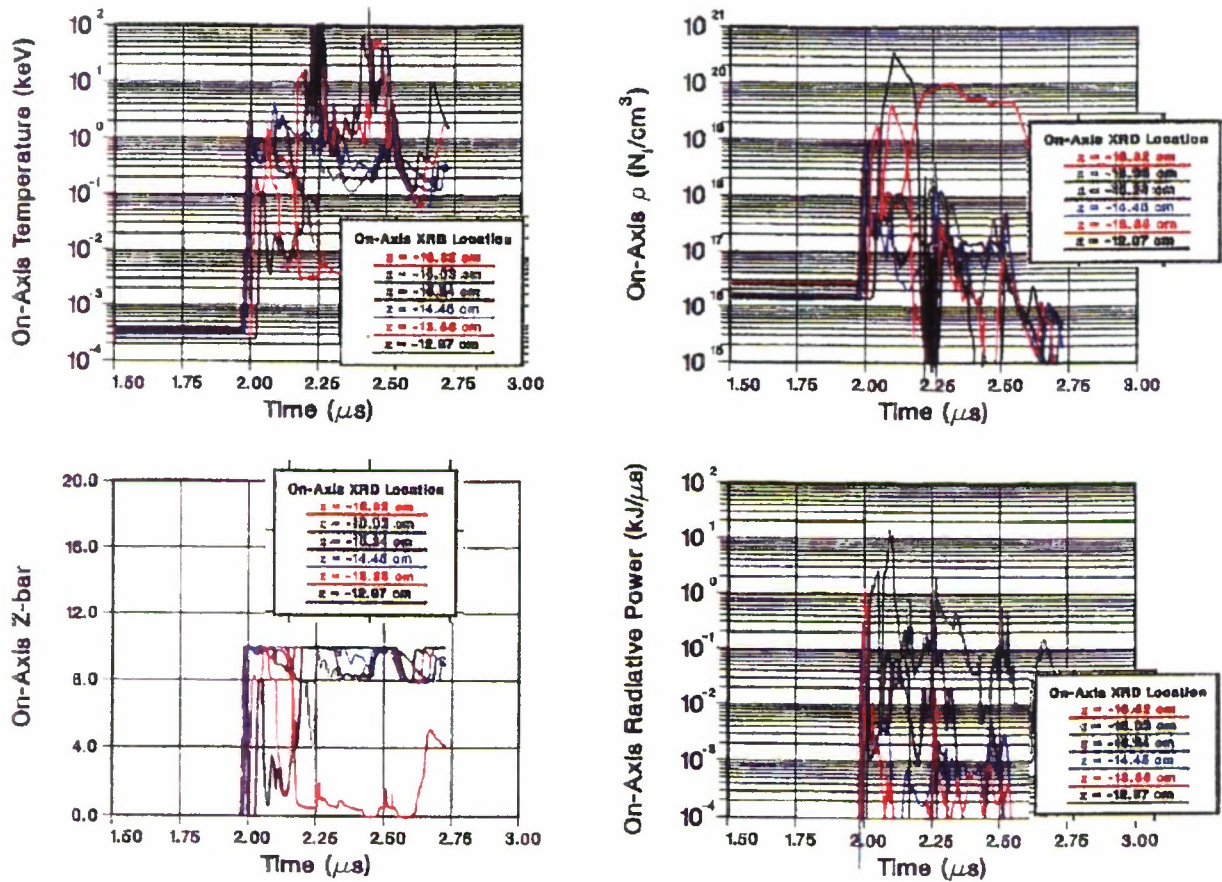 On-Axis Temperature (keV)
10²
10¹
10⁰
10⁻¹
10⁻²
10⁻³
10⁻⁴
1.50 1.75 2.00 2.25 2.50 2.75 3.00
Time (μs)
On-Axis XRD Location
z = -14.45 cm
z = -12.97 cm
On-Axis ρ (Nᵢ/cm³)
10²¹
10²⁰
10¹⁹
10¹⁸
10¹⁷
10¹⁶
10¹⁵
1.50 1.75 2.00 2.25 2.50 2.75 3.00
Time (μs)
On-Axis XRD Location
z = -14.45 cm
z = -12.97 cm
On-Axis Z-bar
20.0
16.0
12.0
8.0
4.0
0.0
1.50 1.75 2.00 2.25 2.50 2.75 3.00
Time (μs)
On-Axis XRD Location
z = -14.45 cm
z = -12.97 cm
On-Axis Radiative Power (kJ/μs)
10²
10¹
10⁰
10⁻¹
10⁻²
10⁻³
10⁻⁴
1.50 1.75 2.00 2.25 2.50 2.75 3.00
Time (μs)
On-Axis XRD Location
z = -14.45 cm
z = -12.97 cm